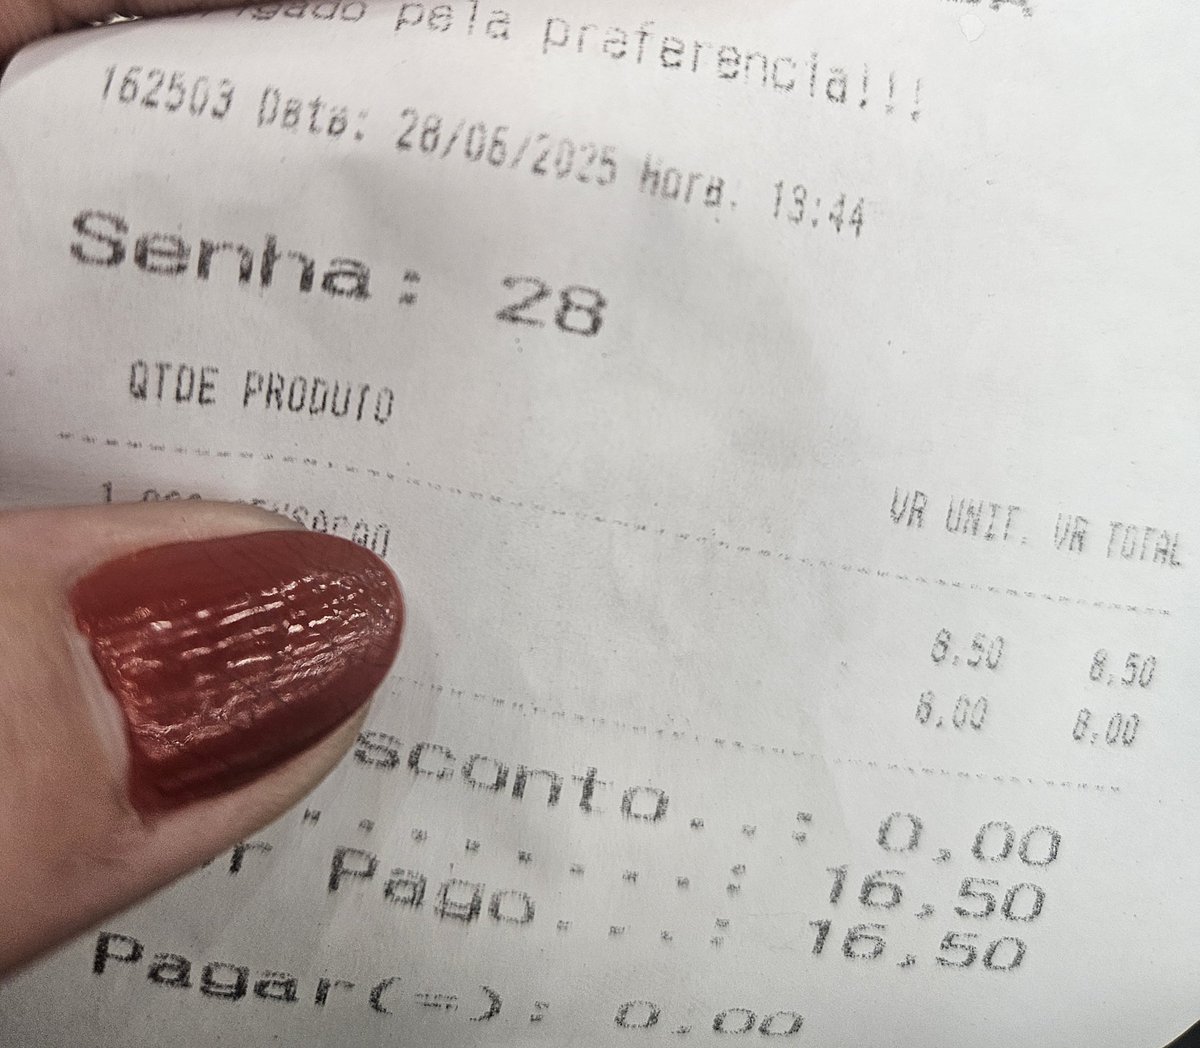 pela preferencia!!!
162503 Data: 28/06/2025 Hora: 13:44
Senha: 28
QTDE PRODUTO
VR UNIT. VR TOTAL
1
8.50 8,50
8.00 8,00
sconto..: 0,00
......: 16,50
r Pago....: 16,50
Pagar(=): 0,00